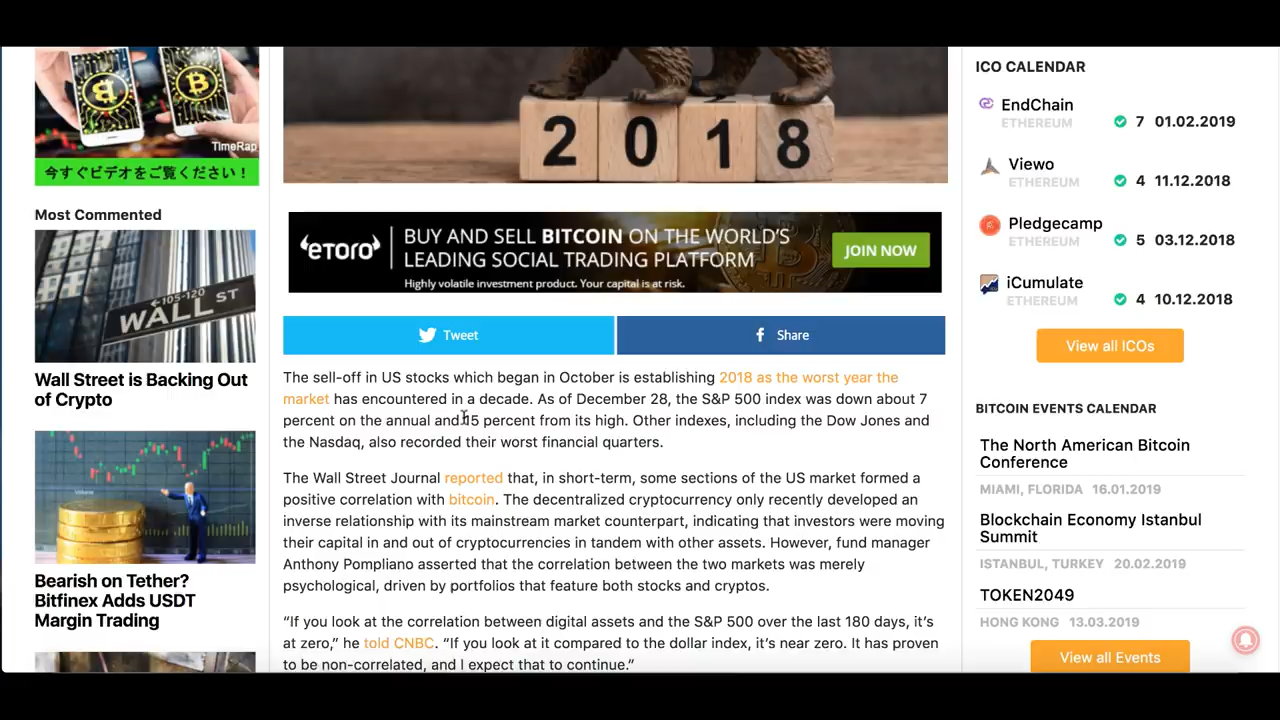 TimeRap
今すぐビデオをご覧ください！
Most Commented
←105-120
WALL ST
Wall Street is Backing Out
of Crypto
Bearish on Tether?
Bitfinex Adds USDT
Margin Trading
2018
eToro
BUY AND SELL BITCOIN ON THE WORLD'S
LEADING SOCIAL TRADING PLATFORM
Highly volatile investment product. Your capital is at risk.
JOIN NOW
Tweet
Share
The sell-off in US stocks which began in October is establishing 2018 as the worst year the
market has encountered in a decade. As of December 28, the S&P 500 index was down about 7
percent on the annual and 15 percent from its high. Other indexes, including the Dow Jones and
the Nasdaq, also recorded their worst financial quarters.
The Wall Street Journal reported that, in short-term, some sections of the US market formed a
positive correlation with bitcoin. The decentralized cryptocurrency only recently developed an
inverse relationship with its mainstream market counterpart, indicating that investors were moving
their capital in and out of cryptocurrencies in tandem with other assets. However, fund manager
Anthony Pompliano asserted that the correlation between the two markets was merely
psychological, driven by portfolios that feature both stocks and cryptos.
“If you look at the correlation between digital assets and the S&P 500 over the last 180 days, it’s
at zero,” he told CNBC. “If you look at it compared to the dollar index, it’s near zero. It has proven
to be non-correlated, and I expect that to continue.”
ICO CALENDAR
EndChain
ETHEREUM
7 01.02.2019
Viewo
ETHEREUM
4 11.12.2018
Pledgecamp
ETHEREUM
5 03.12.2018
iCumulate
ETHEREUM
4 10.12.2018
View all ICOs
BITCOIN EVENTS CALENDAR
The North American Bitcoin
Conference
MIAMI, FLORIDA 16.01.2019
Blockchain Economy Istanbul
Summit
ISTANBUL, TURKEY 20.02.2019
TOKEN2049
HONG KONG 13.03.2019
View all Events